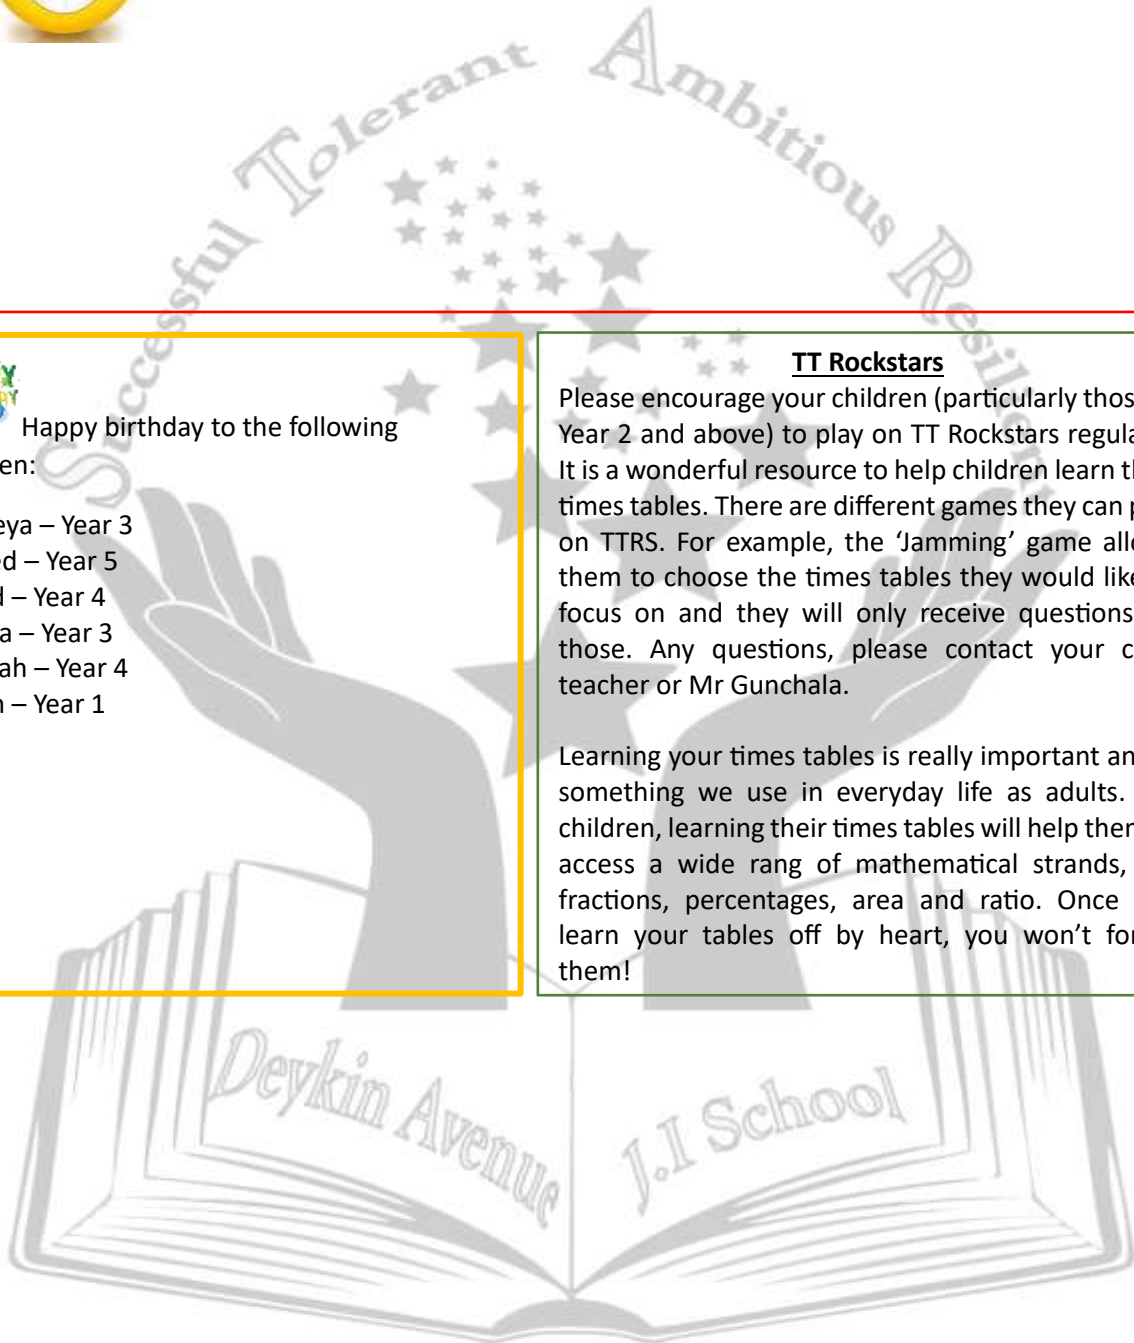 Successful Tolerant Ambitious Resilient
Happy birthday to the following
en:
eya – Year 3
ed – Year 5
d – Year 4
a – Year 3
ah – Year 4
n – Year 1
TT Rockstars
Please encourage your children (particularly thos
Year 2 and above) to play on TT Rockstars regula
It is a wonderful resource to help children learn th
times tables. There are different games they can p
on TTRS. For example, the ‘Jamming’ game allo
them to choose the times tables they would like
focus on and they will only receive questions
those. Any questions, please contact your c
teacher or Mr Gunchala.
Learning your times tables is really important an
something we use in everyday life as adults.
children, learning their times tables will help then
access a wide rang of mathematical strands,
fractions, percentages, area and ratio. Once
learn your tables off by heart, you won’t for
them!
Deykin Avenue
J.I School